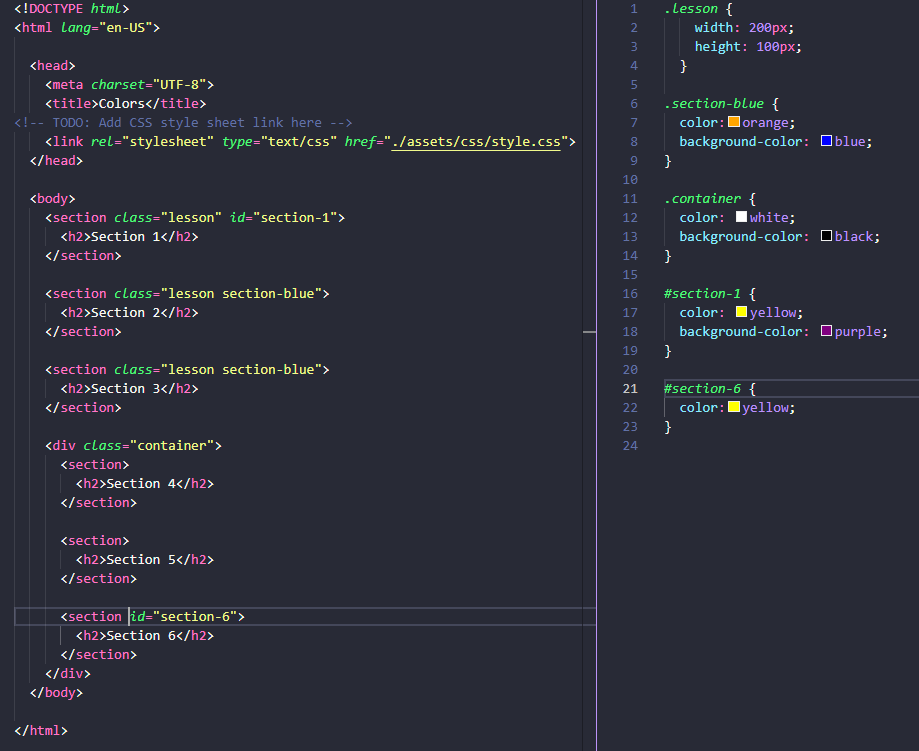 <!DOCTYPE html>
<html lang="en-US">
<head>
<meta charset="UTF-8">
<title>Colors</title>
<!-- TODO: Add CSS style sheet link here -->
<link rel="stylesheet" type="text/css" href="./assets/css/style.css">
</head>
<body>
<section class="lesson" id="section-1">
<h2>Section 1</h2>
</section>
<section class="lesson section-blue">
<h2>Section 2</h2>
</section>
<section class="lesson section-blue">
<h2>Section 3</h2>
</section>
<div class="container">
<section>
<h2>Section 4</h2>
</section>
<section>
<h2>Section 5</h2>
</section>
<section id="section-6">
<h2>Section 6</h2>
</section>
</div>
</body>
</html>
1 .lesson {
2 width: 200px;
3 height: 100px;
4 }
5
6 .section-blue {
7 color:orange;
8 background-color: blue;
9 }
10
11 .container {
12 color: white;
13 background-color: black;
14 }
15
16 #section-1 {
17 color: yellow;
18 background-color: purple;
19 }
20
21 #section-6 {
22 color:yellow;
23 }
24